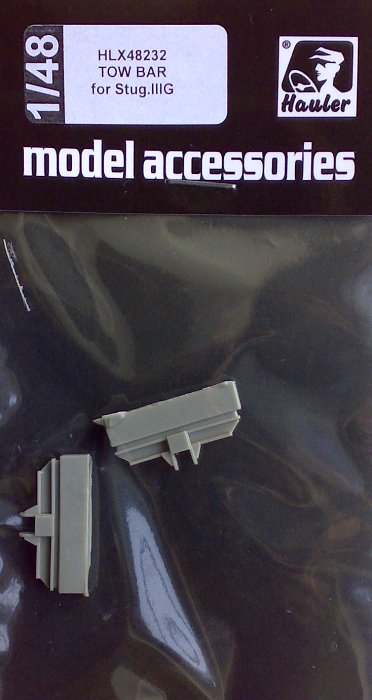 1/48
HLX48232
TOW BAR
for Stug.IIIG
®
Hauler
model accessories